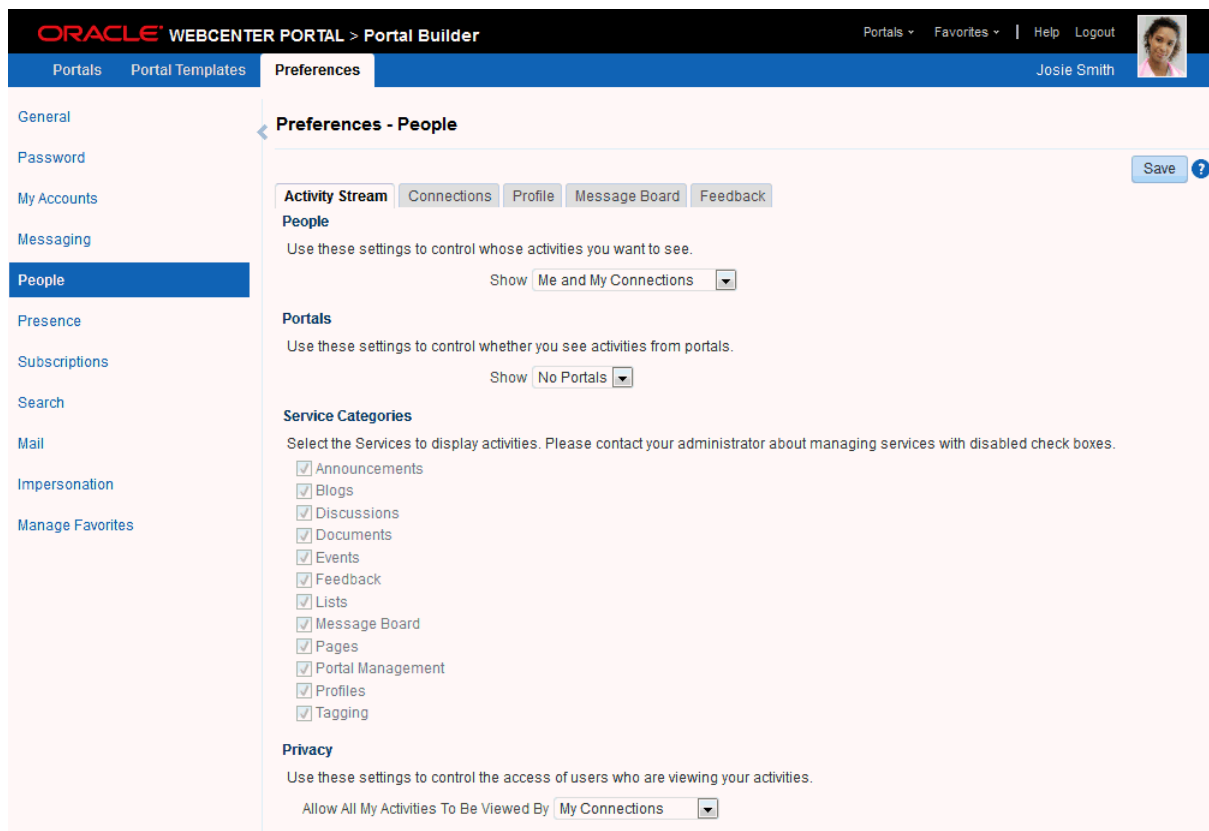 ORACLE WEBCENTER PORTAL > Portal Builder
Portals Favorites | Help Logout
Portals Portal Templates Preferences
Josie Smith
General
Password
My Accounts
Messaging
People
Presence
Subscriptions
Search
Mail
Impersonation
Manage Favorites
Preferences - People
Save ?
Activity Stream Connections Profile Message Board Feedback
People
Use these settings to control whose activities you want to see.
Show Me and My Connections
Portals
Use these settings to control whether you see activities from portals.
Show No Portals
Service Categories
Select the Services to display activities. Please contact your administrator about managing services with disabled check boxes.
Announcements
Blogs
Discussions
Documents
Events
Feedback
Lists
Message Board
Pages
Portal Management
Profiles
Tagging
Privacy
Use these settings to control the access of users who are viewing your activities.
Allow All My Activities To Be Viewed By My Connections